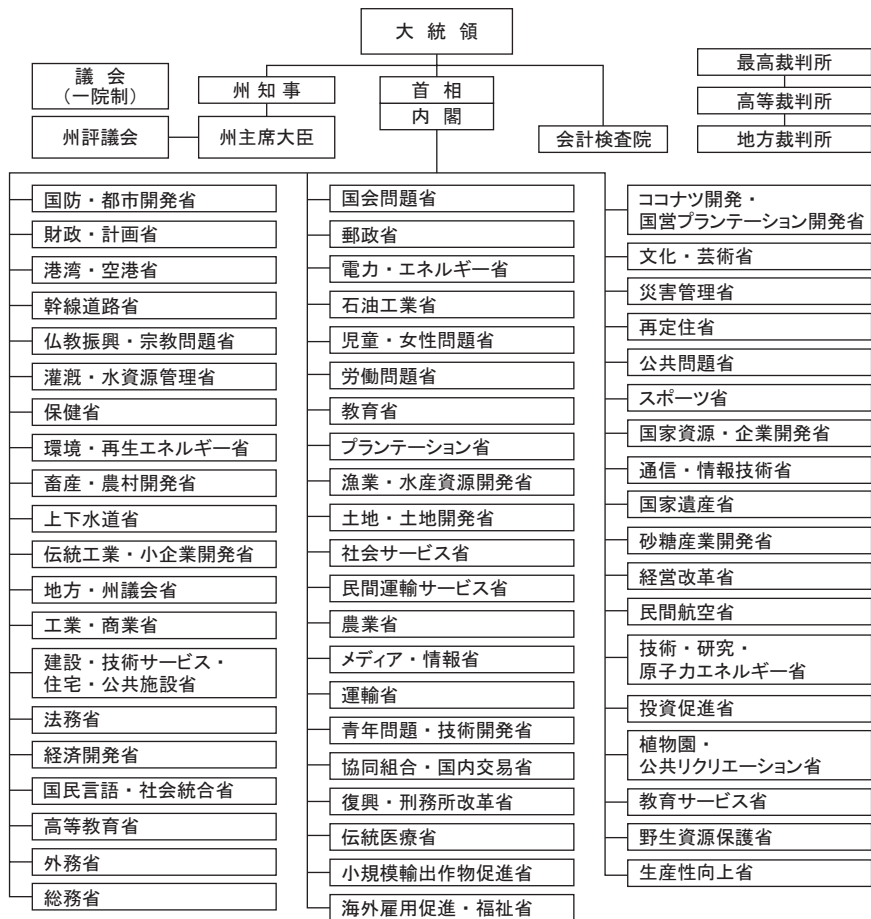 大統領
議会
(一院制)
州知事
首相
内閣
会計検査院
州評議会
州主席大臣
最高裁判所
高等裁判所
地方裁判所
国防・都市開発省
財政・計画省
港湾・空港省
幹線道路省
仏教振興・宗教問題省
灌漑・水資源管理省
保健省
環境・再生エネルギー省
畜産・農村開発省
上下水道省
伝統工業・小企業開発省
地方・州議会省
工業・商業省
建設・技術サービス・
住宅・公共施設省
法務省
経済開発省
国民言語・社会統合省
高等教育省
外務省
総務省
国会問題省
郵政省
電力・エネルギー省
石油工業省
児童・女性問題省
労働問題省
教育省
プランテーション省
漁業・水産資源開発省
土地・土地開発省
社会サービス省
民間運輸サービス省
農業省
メディア・情報省
運輸省
青年問題・技術開発省
協同組合・国内交易省
復興・刑務所改革省
伝統医療省
小規模輸出作物促進省
海外雇用促進・福祉省
ココナツ開発・
国営プランテーション開発省
文化・芸術省
災害管理省
再定住省
公共問題省
スポーツ省
国家資源・企業開発省
通信・情報技術省
国家遺産省
砂糖産業開発省
経営改革省
民間航空省
技術・研究・
原子力エネルギー省
投資促進省
植物園・
公共リクリエーション省
教育サービス省
野生資源保護省
生産性向上省